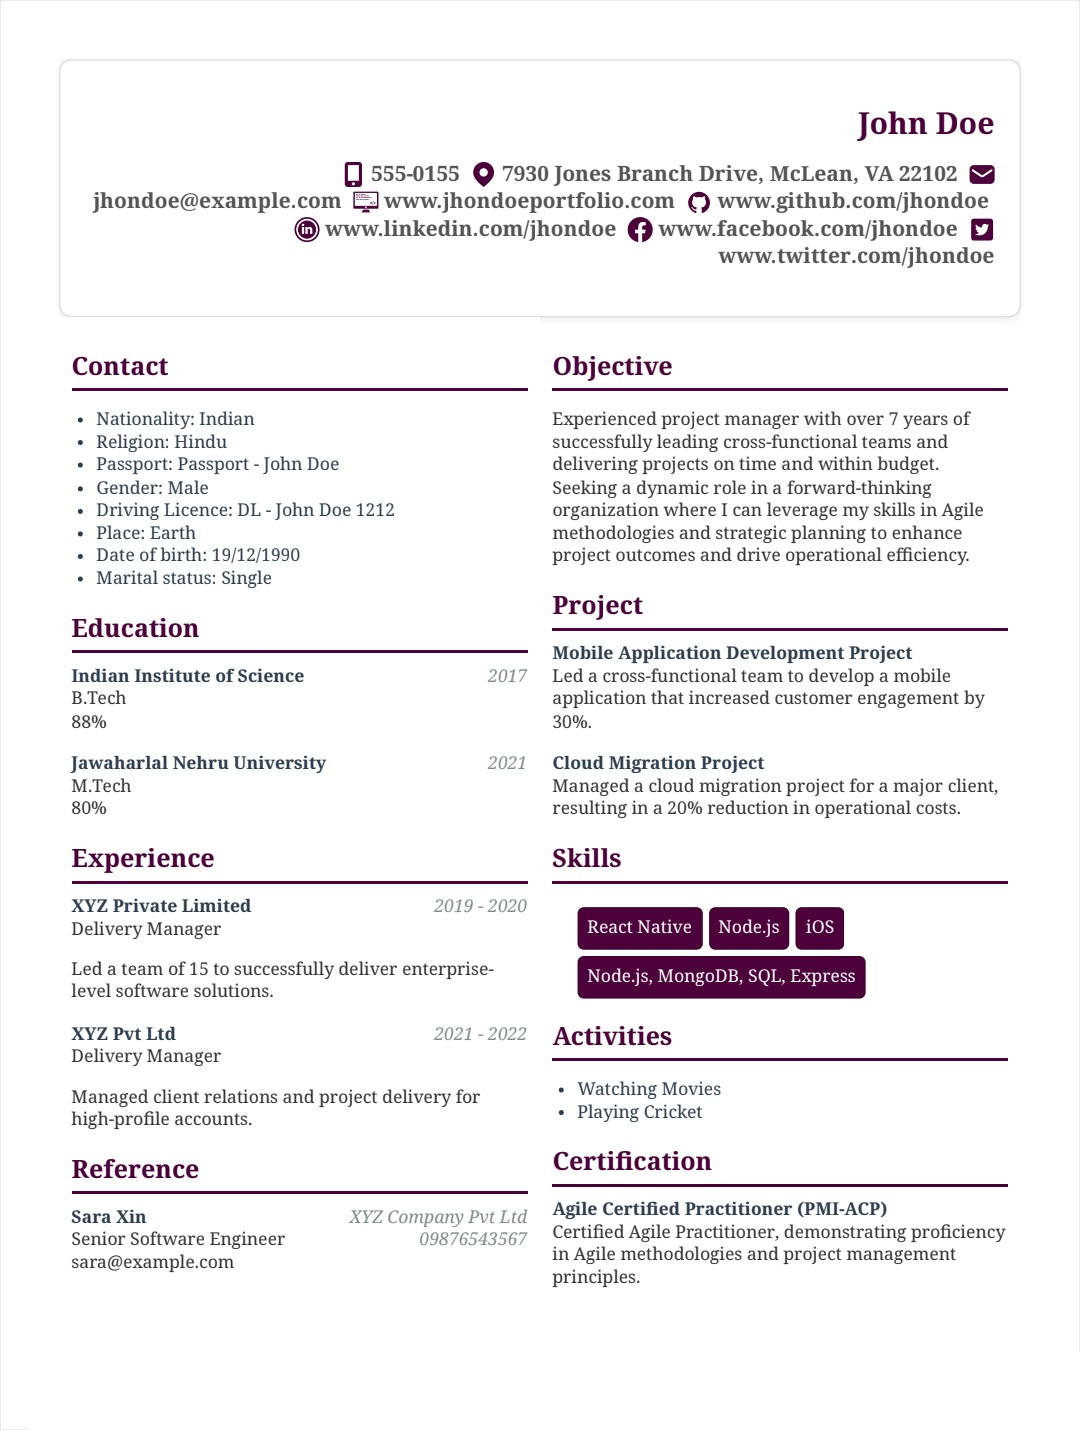 John Doe
555-0155 7930 Jones Branch Drive, McLean, VA 22102
jhondoe@example.com www.jhondoeportfolio.com www.github.com/jhondoe
www.linkedin.com/jhondoe www.facebook.com/jhondoe
www.twitter.com/jhondoe
Contact
• Nationality: Indian
• Religion: Hindu
• Passport: Passport - John Doe
• Gender: Male
• Driving Licence: DL - John Doe 1212
• Place: Earth
• Date of birth: 19/12/1990
• Marital status: Single
Education
Indian Institute of Science 2017
B.Tech
88%
Jawaharlal Nehru University 2021
M.Tech
80%
Experience
XYZ Private Limited 2019 - 2020
Delivery Manager
Led a team of 15 to successfully deliver enterprise-
level software solutions.
XYZ Pvt Ltd 2021 - 2022
Delivery Manager
Managed client relations and project delivery for
high-profile accounts.
Reference
Sara Xin XYZ Company Pvt Ltd
Senior Software Engineer 09876543567
sara@example.com
Objective
Experienced project manager with over 7 years of
successfully leading cross-functional teams and
delivering projects on time and within budget.
Seeking a dynamic role in a forward-thinking
organization where I can leverage my skills in Agile
methodologies and strategic planning to enhance
project outcomes and drive operational efficiency.
Project
Mobile Application Development Project
Led a cross-functional team to develop a mobile
application that increased customer engagement by
30%.
Cloud Migration Project
Managed a cloud migration project for a major client,
resulting in a 20% reduction in operational costs.
Skills
React Native Node.js iOS
Node.js, MongoDB, SQL, Express
Activities
• Watching Movies
• Playing Cricket
Certification
Agile Certified Practitioner (PMI-ACP)
Certified Agile Practitioner, demonstrating proficiency
in Agile methodologies and project management
principles.